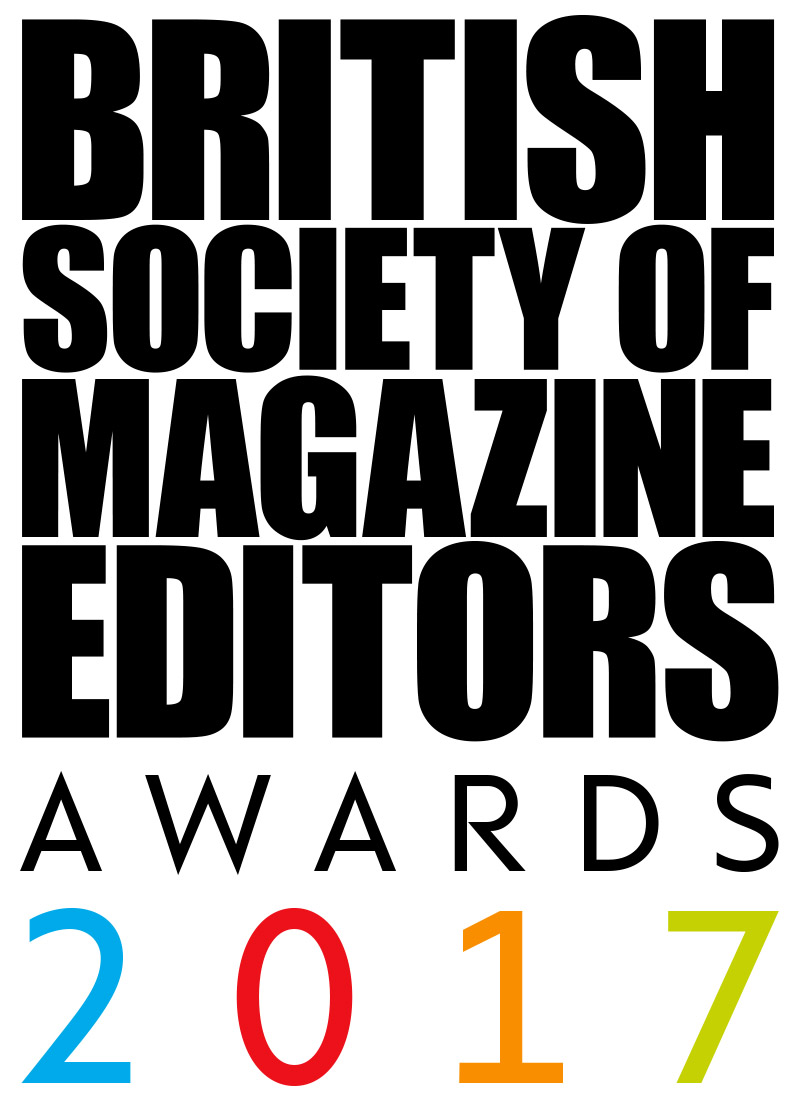 BRITISH
SOCIETY OF
MAGAZINE
EDITORS
AWARDS
2017